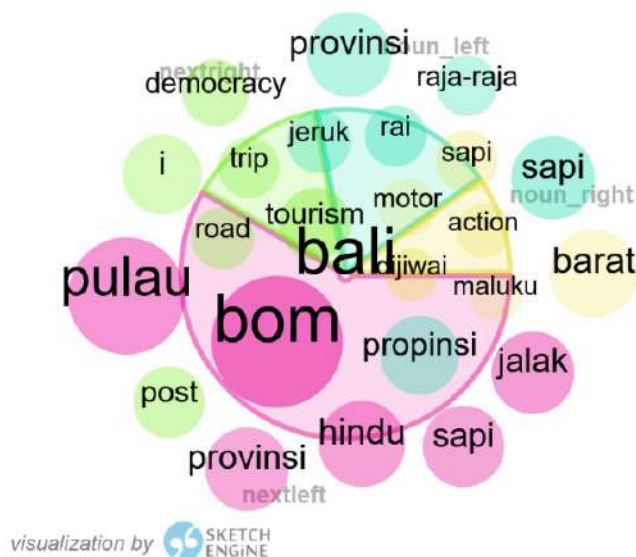 provinsi
noun_left
nextright
democracy
raja-raja
jeruk
rai
i
trip
sapi
sapi
noun_right
motor
tourism
action
road
bali
pulau
dijiwai
barat
maluku
bom
propinsi
jalak
post
hindu
sapi
provinsi
nextleft
visualization by SKETCH
ENGINE